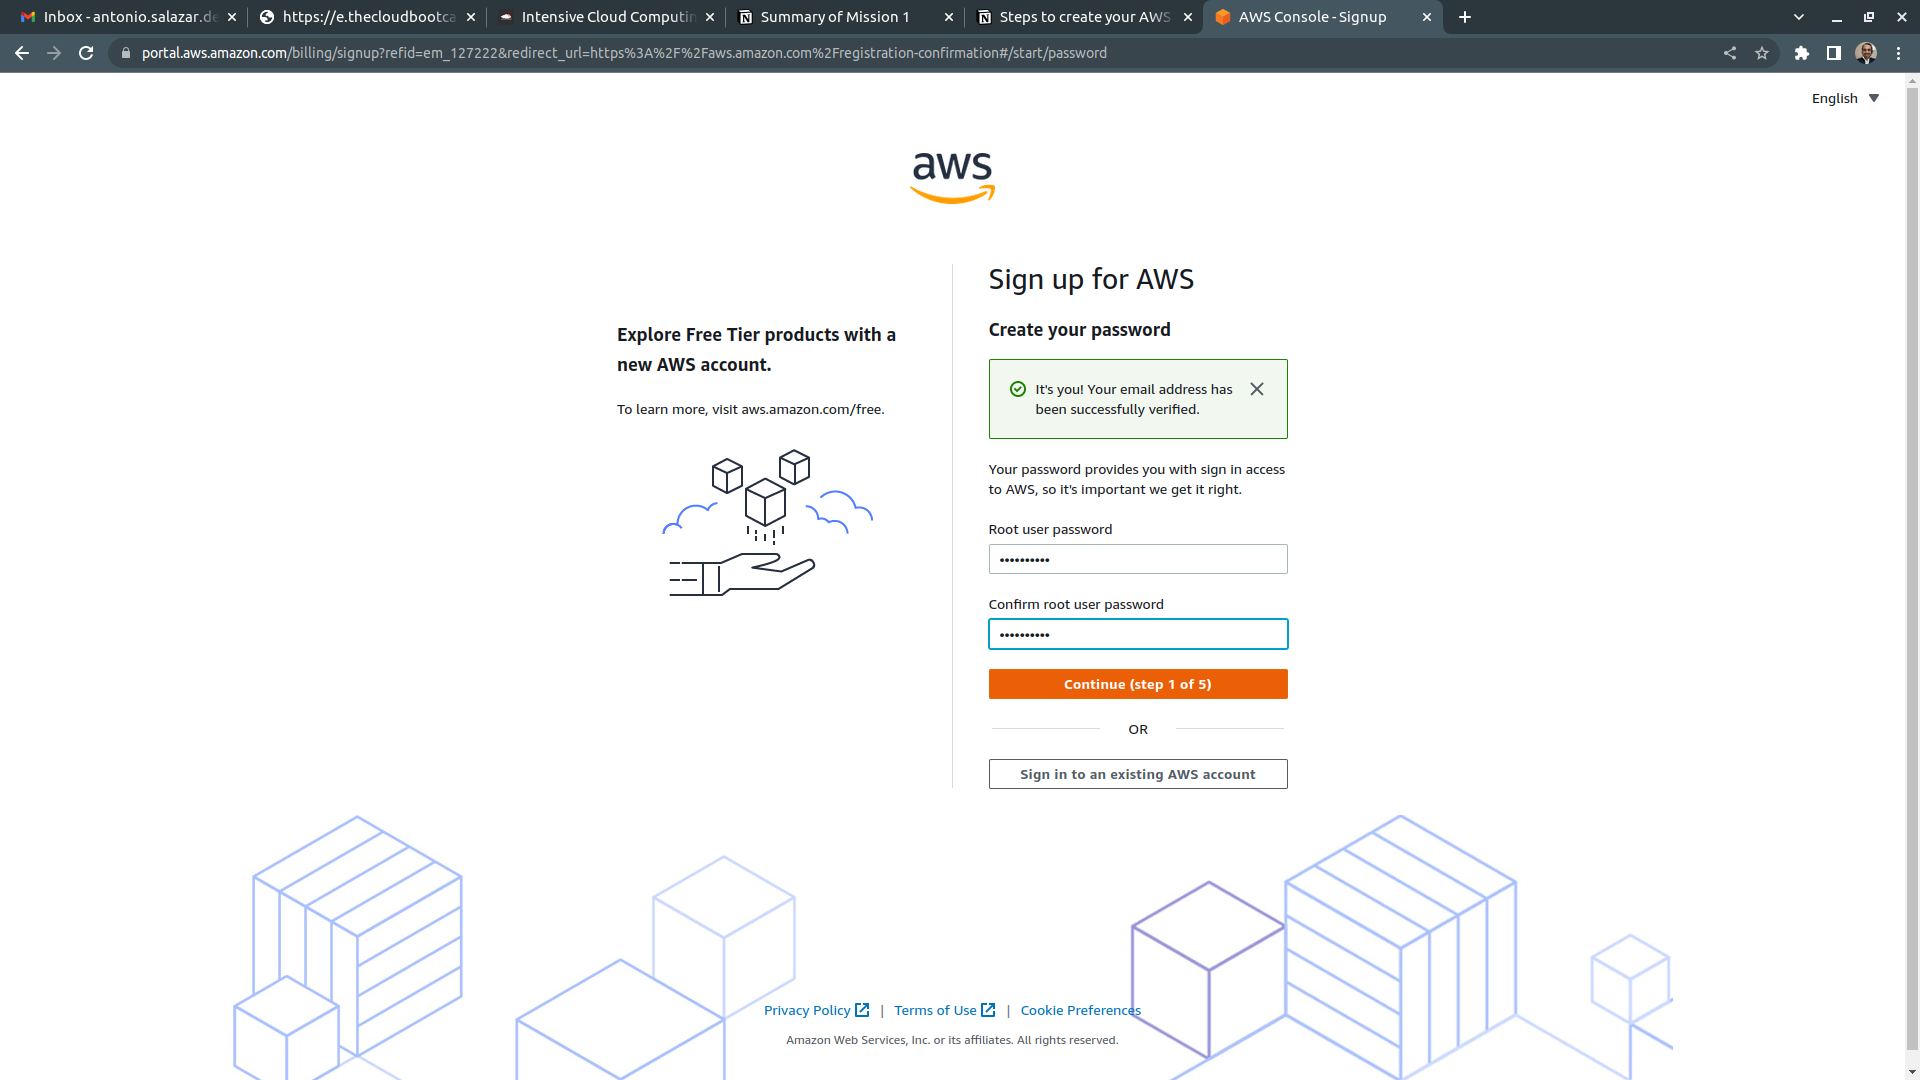 Inbox - antonio.salazar.de
https://e.thecloudbootca
Intensive Cloud Computin
Summary of Mission 1
Steps to create your AWS
AWS Console - Signup
portal.aws.amazon.com/billing/signup?refid=em_127222&redirect_url=https%3A%2F%2Faws.amazon.com%2Fregistration-confirmation#/start/password
English
aws
Explore Free Tier products with a
new AWS account.
To learn more, visit aws.amazon.com/free.
Sign up for AWS
Create your password
It's you! Your email address has
been successfully verified.
Your password provides you with sign in access
to AWS, so it's important we get it right.
Root user password
••••••••••
Confirm root user password
••••••••••
Continue (step 1 of 5)
OR
Sign in to an existing AWS account
Privacy Policy | Terms of Use | Cookie Preferences
Amazon Web Services, Inc. or its affiliates. All rights reserved.